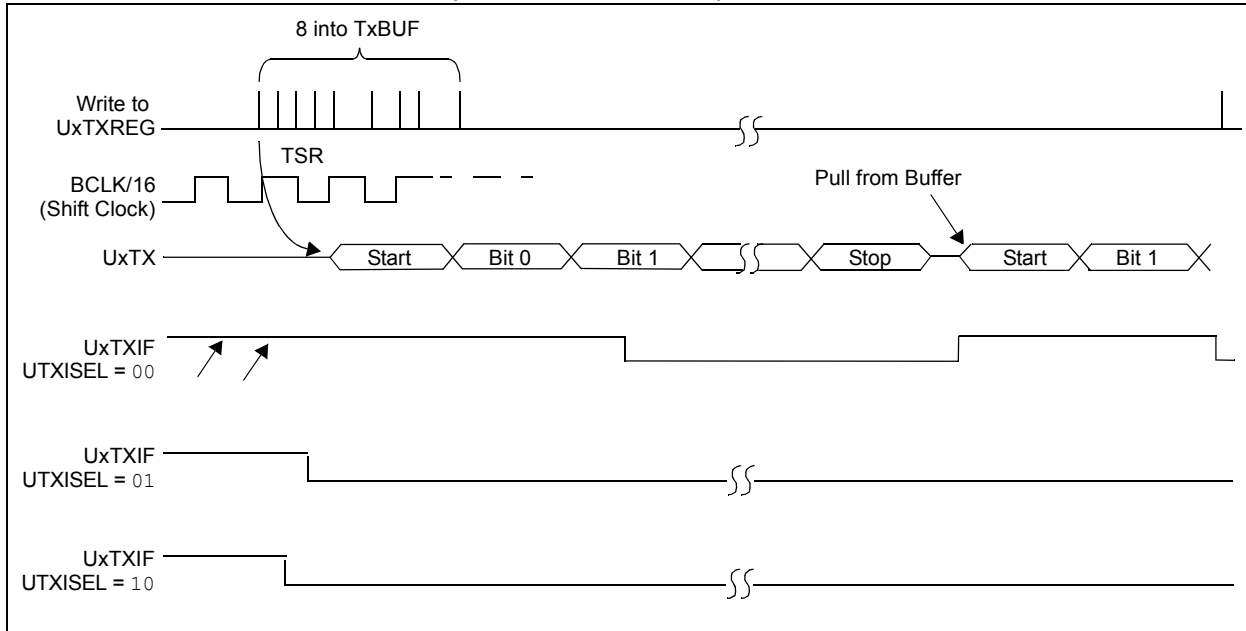 8 into TxBUF
Write to
UxTXREG
TSR
BCLK/16
(Shift Clock)
Pull from Buffer
UxTX
Start
Bit 0
Bit 1
Stop
Start
Bit 1
UxTXIF
UTXISEL = 00
UxTXIF
UTXISEL = 01
UxTXIF
UTXISEL = 10